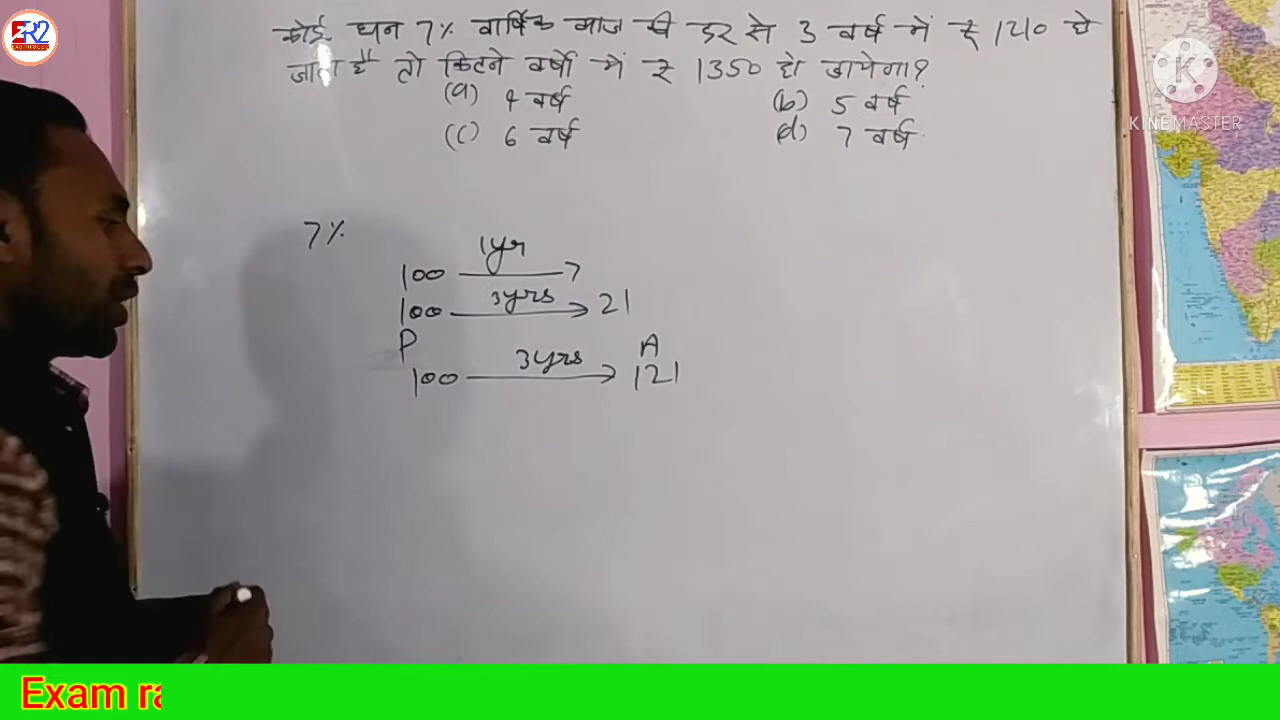 कोई धन 7% वार्षिक ब्याज की दर से 3 वर्ष में ₹ 1210 हो
जाता है तो कितने वर्षों में ₹ 1350 हो जायेगा?
(a) 4 वर्ष (b) 5 वर्ष
(c) 6 वर्ष (d) 7 वर्ष
KINEMASTER
7%
1yr
100 → 7
3yrs
100 → 21
P A
3yrs
100 → 121
Exam ra